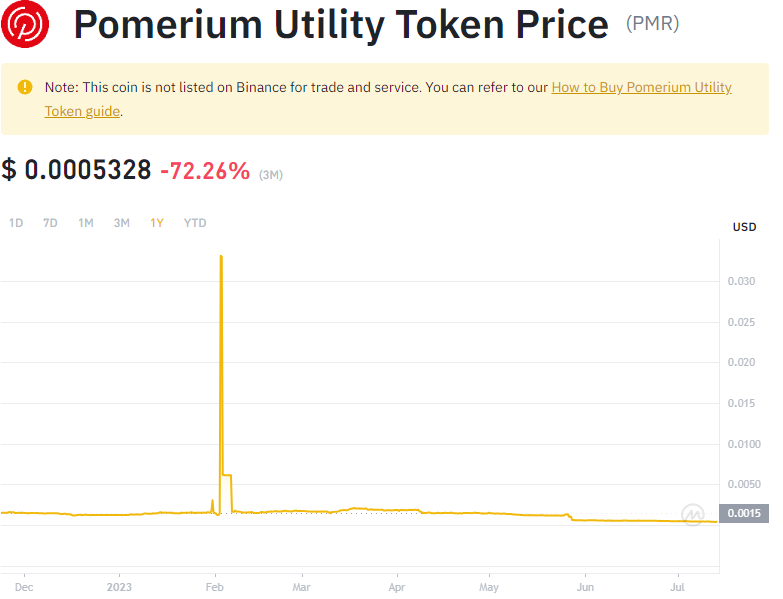 Pomerium Utility Token Price (PMR)
Note: This coin is not listed on Binance for trade and service. You can refer to our How to Buy Pomerium Utility
Token guide.
$ 0.0005328 -72.26% (3M)
1D 7D 1M 3M 1Y YTD
USD
0.030
0.025
0.020
0.015
0.0100
0.0050
0.0015
Dec 2023 Feb Mar Apr May Jun Jul